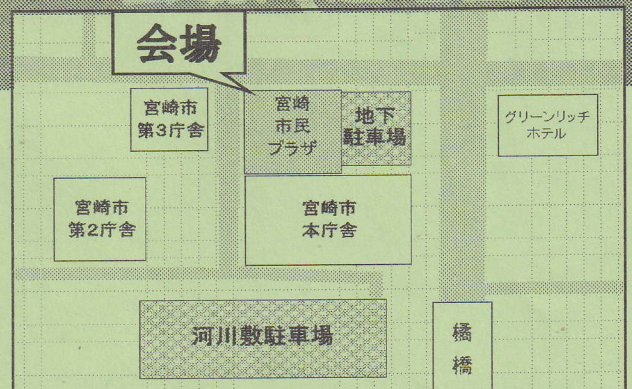 会場
宮崎市
第3庁舎
宮崎
市民
プラザ
地下
駐車場
グリーンリッチ
ホテル
宮崎市
第2庁舎
宮崎市
本庁舎
河川敷駐車場
橘
橋